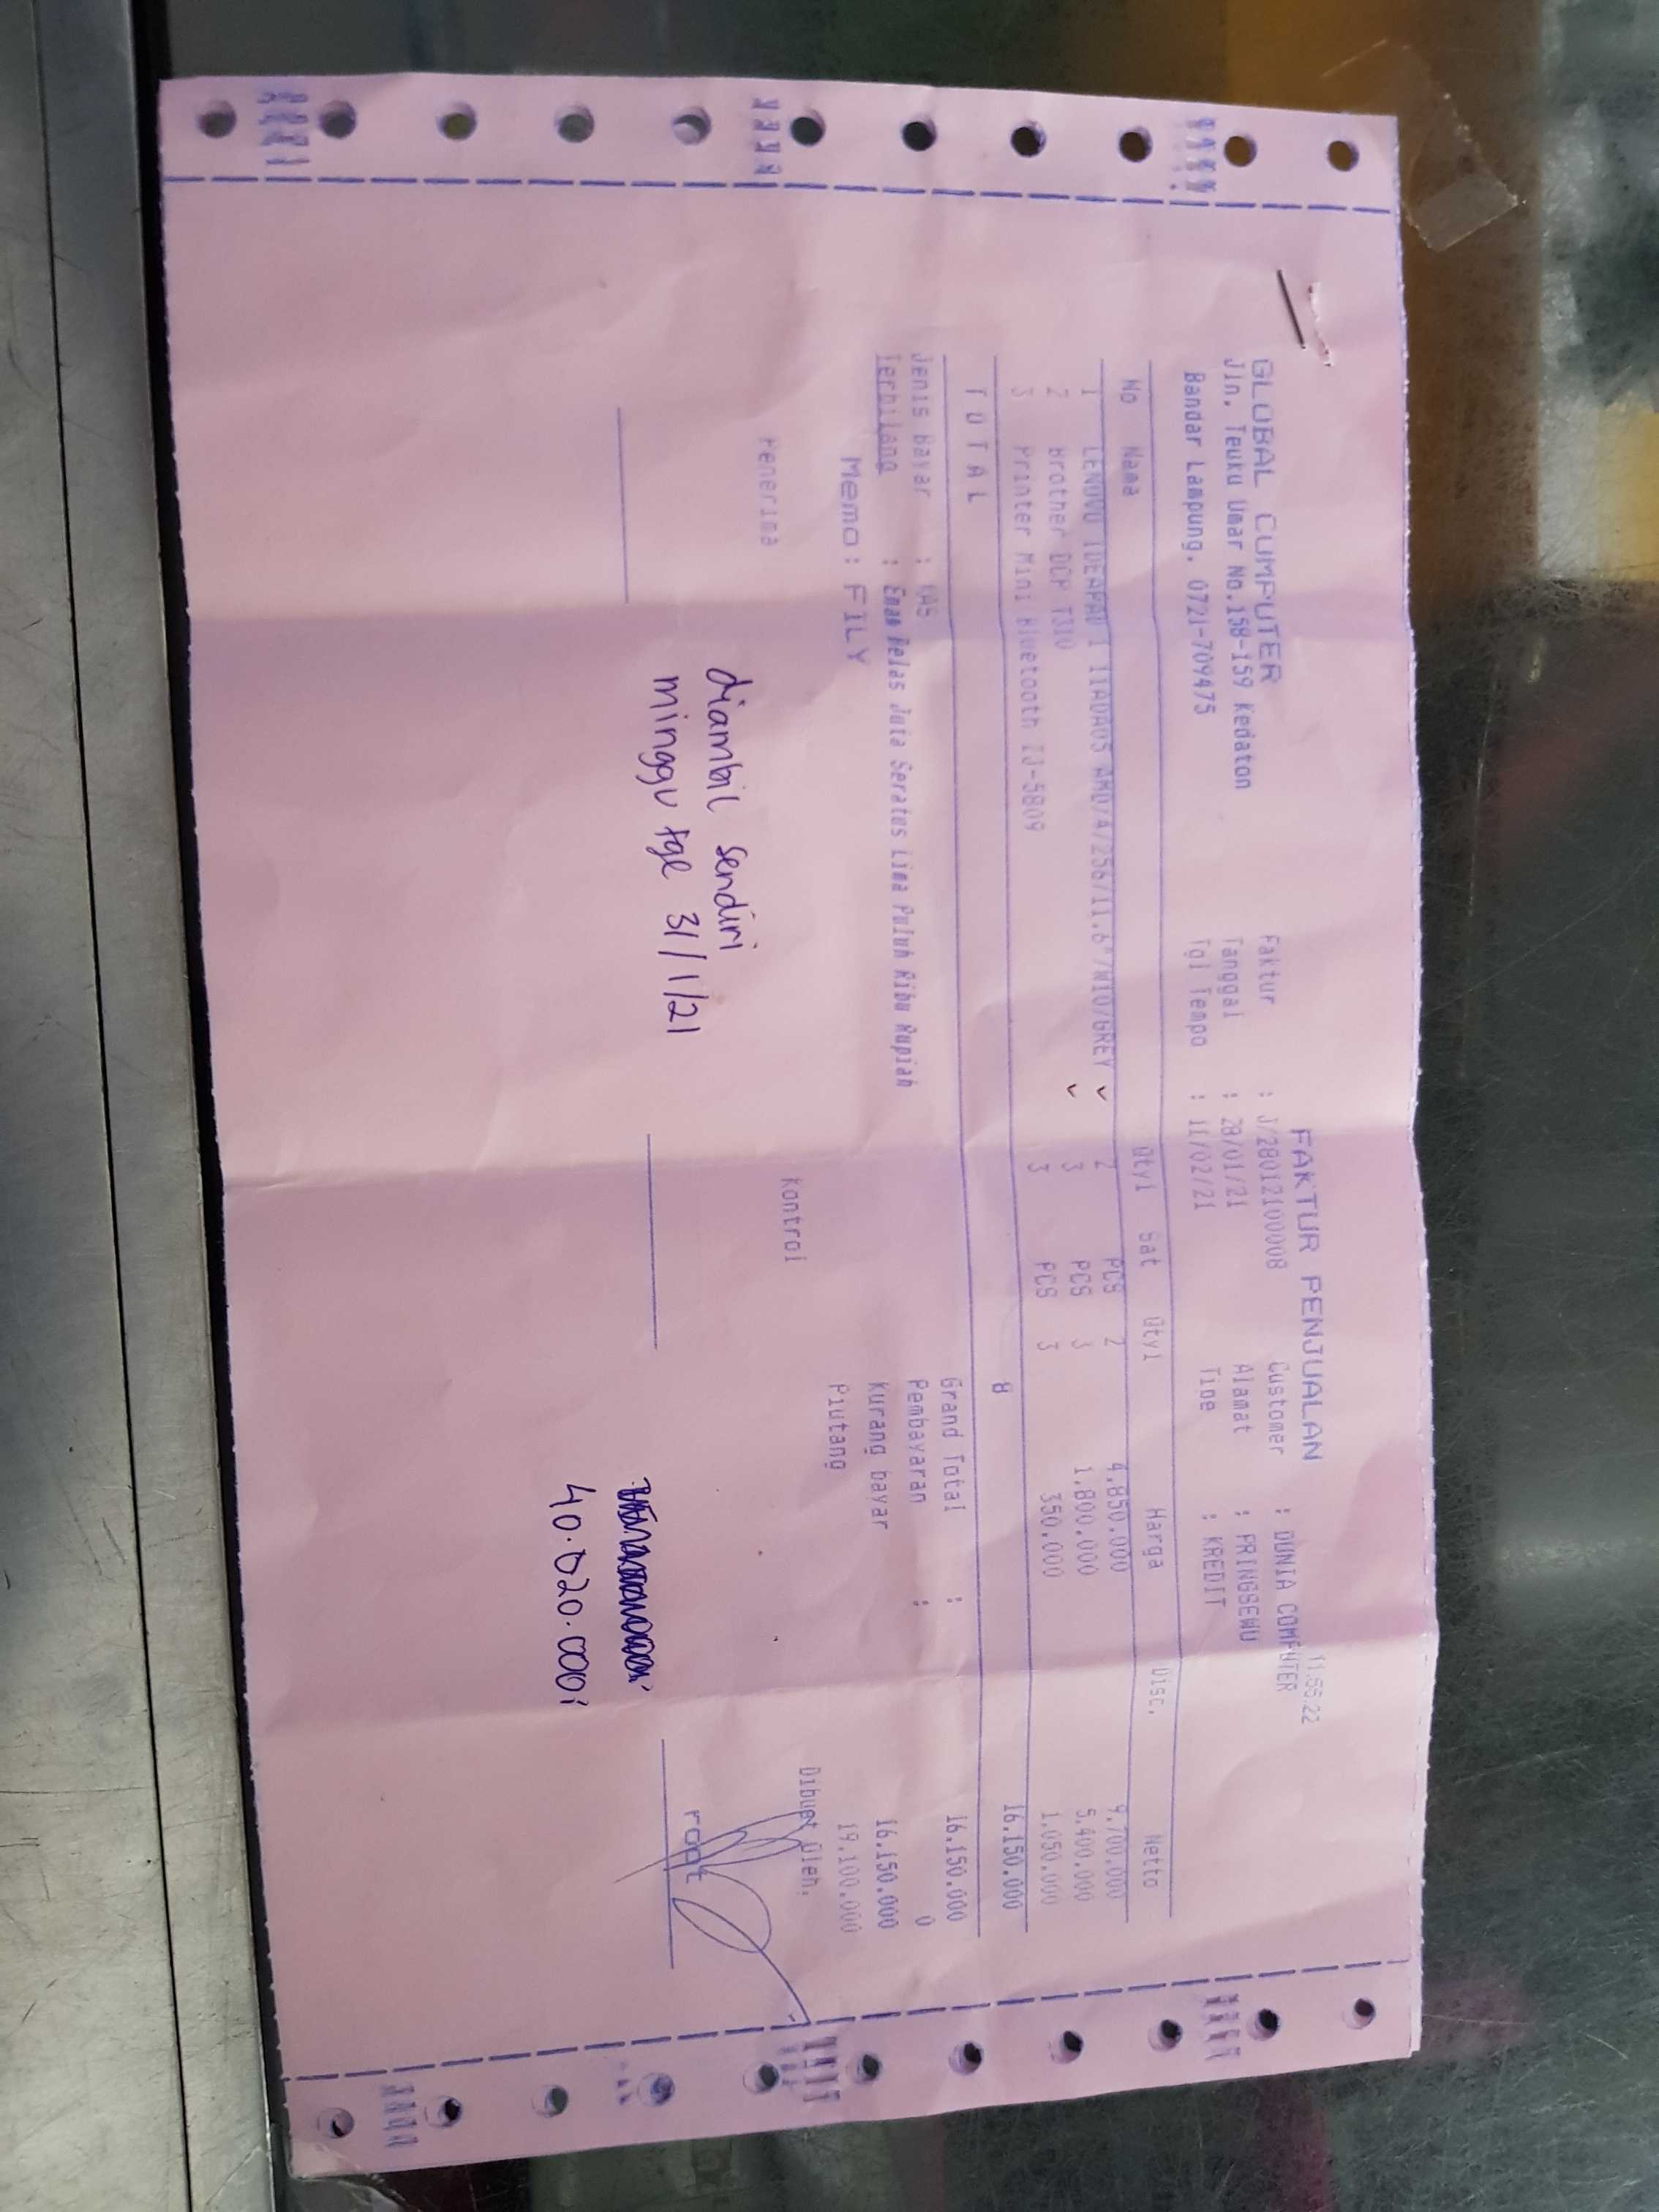 11:55:22
GLOBAL COMPUTER FAKTUR PENJUALAN
Jln. Teuku Umar No.158-159 Kedaton Faktur : J/28012100008 Customer : DUNIA COMPUTER
Bandar Lampung. 0721-709475 Tanggal : 28/01/21 Alamat : PRINGSEWU
Tgl Tempo : 11/02/21 Tipe : KREDIT
No Nama Qty1 Sat Qty1 Harga Disc. Netto
1 LENOVO IDEAPAD 1 11ADA05 AMD/4/256/11.6"/W10/GREY 2 PCS 2 4.850.000 9.700.000
2 Brother DCP T310 3 PCS 3 1.800.000 5.400.000
3 Printer Mini Bluetooth ZJ-5809 3 PCS 3 350.000 1.050.000
T O T A L 8 16.150.000
Jenis Bayar : KAS Grand Total : 16.150.000
Terbilang : Enam Belas Juta Seratus Lima Puluh Ribu Rupiah Pembayaran : 0
Kurang bayar 16.150.000
Memo: FILY Piutang 19.100.000
Penerima Kontrol Dibuat Oleh,
diambil sendiri
minggu tgl 31/1/21
root
40.020.000